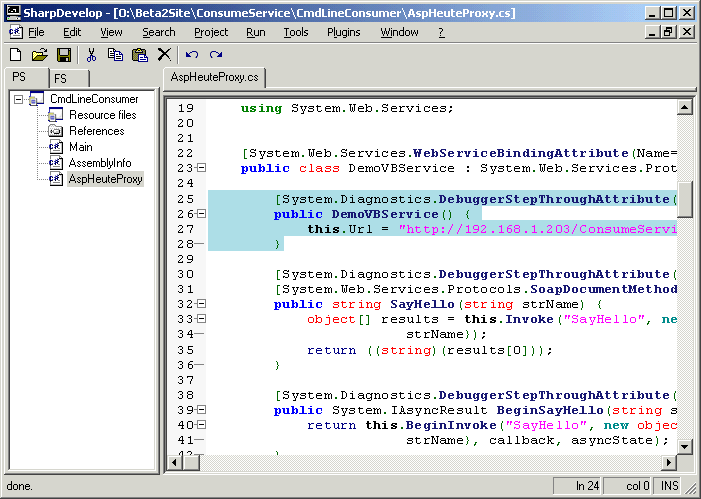 SharpDevelop - [O:\Beta2Site\ConsumeService\CmdLineConsumer\AspHeuteProxy.cs]
File Edit View Search Project Run Tools Plugins Window ?
PS FS AspHeuteProxy.cs
CmdLineConsumer
Resource files
References
Main
AssemblyInfo
AspHeuteProxy
19 using System.Web.Services;
20
21
22 [System.Web.Services.WebServiceBindingAttribute(Name=
23 public class DemoVBService : System.Web.Services.Prot
24
25 [System.Diagnostics.DebuggerStepThroughAttribute(
26 public DemoVBService() {
27 this.Url = "http://192.168.1.203/ConsumeServi
28 }
29
30 [System.Diagnostics.DebuggerStepThroughAttribute(
31 [System.Web.Services.Protocols.SoapDocumentMethod
32 public string SayHello(string strName) {
33 object[] results = this.Invoke("SayHello", ne
34 strName});
35 return ((string)(results[0]));
36 }
37
38 [System.Diagnostics.DebuggerStepThroughAttribute(
39 public System.IAsyncResult BeginSayHello(string s
40 return this.BeginInvoke("SayHello", new objec
41 strName}, callback, asyncState);
42 }
done. ln 24 col 0 INS